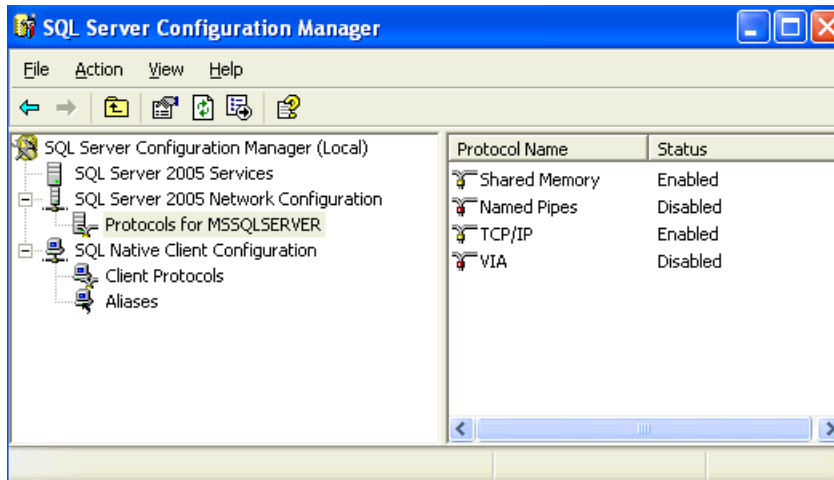 SQL Server Configuration Manager
File Action View Help
SQL Server Configuration Manager (Local)
SQL Server 2005 Services
SQL Server 2005 Network Configuration
Protocols for MSSQLSERVER
SQL Native Client Configuration
Client Protocols
Aliases
Protocol Name Status
Shared Memory Enabled
Named Pipes Disabled
TCP/IP Enabled
VIA Disabled